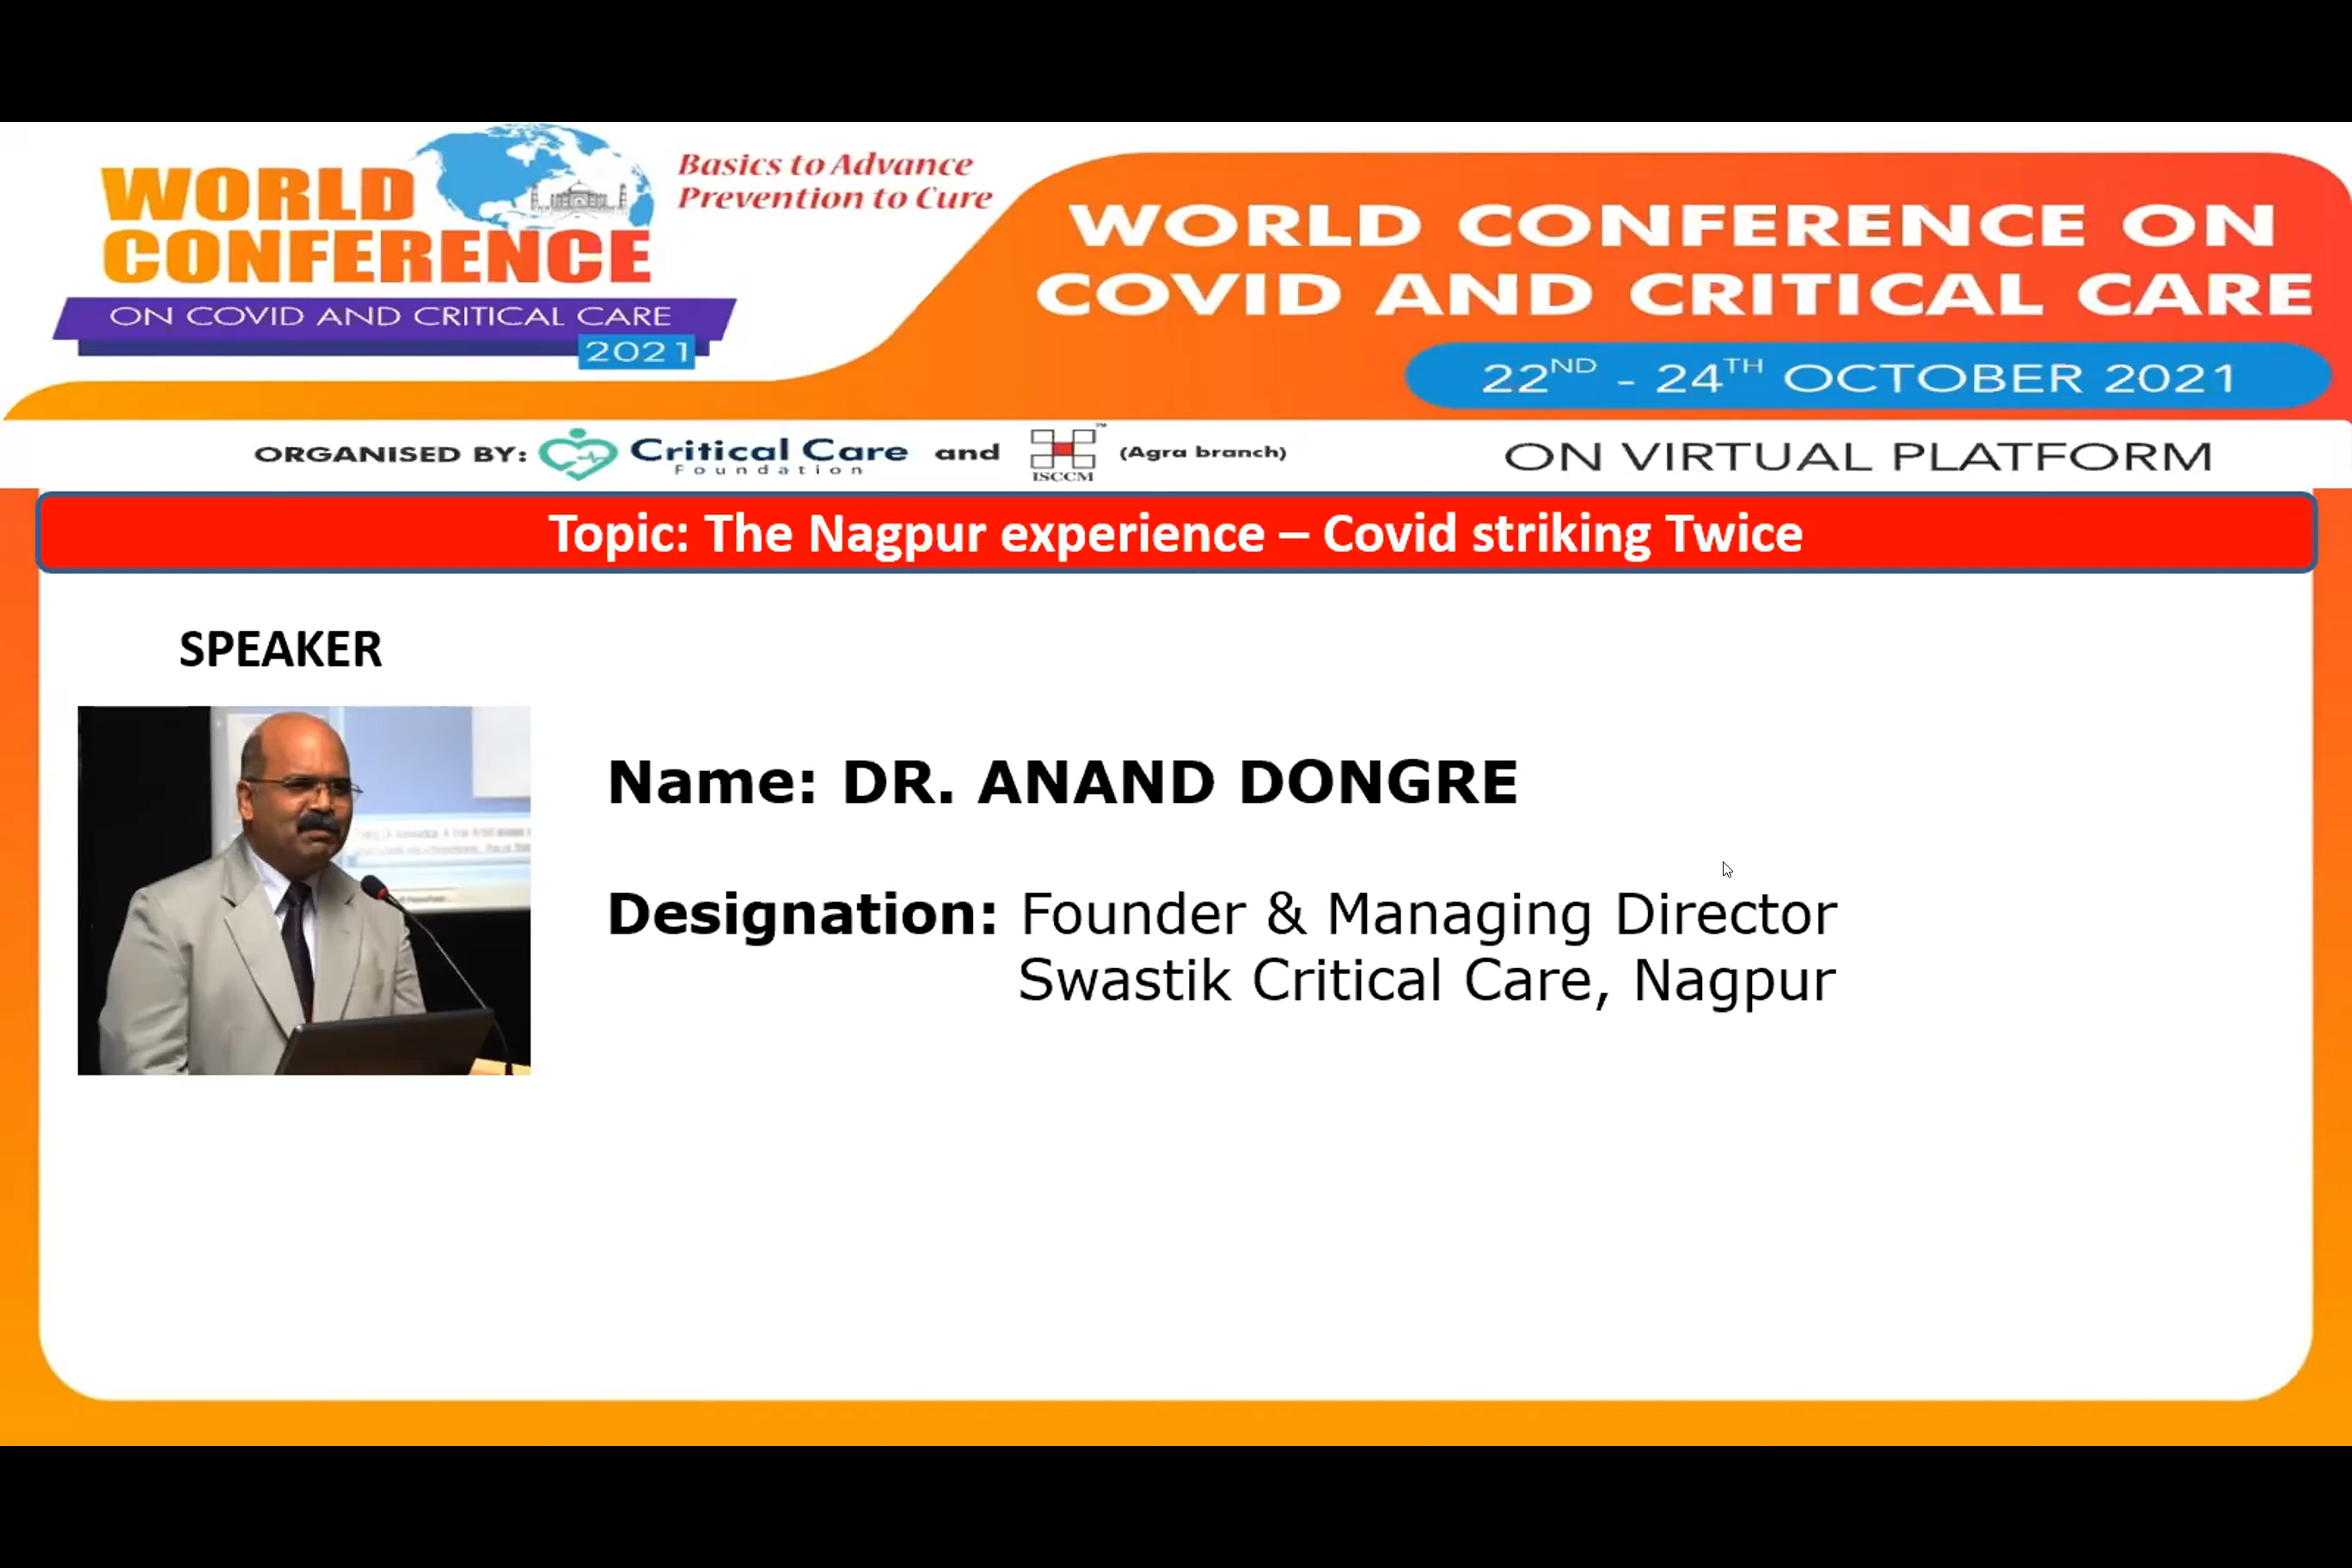 WORLD
CONFERENCE
ON COVID AND CRITICAL CARE
2021
Basics to Advance
Prevention to Cure
WORLD CONFERENCE ON
COVID AND CRITICAL CARE
22ND - 24TH OCTOBER 2021
ORGANISED BY: Critical Care Foundation and ISCCM ™ (Agra branch)
ON VIRTUAL PLATFORM
Topic: The Nagpur experience – Covid striking Twice
SPEAKER
Name: DR. ANAND DONGRE
Designation: Founder & Managing Director
Swastik Critical Care, Nagpur